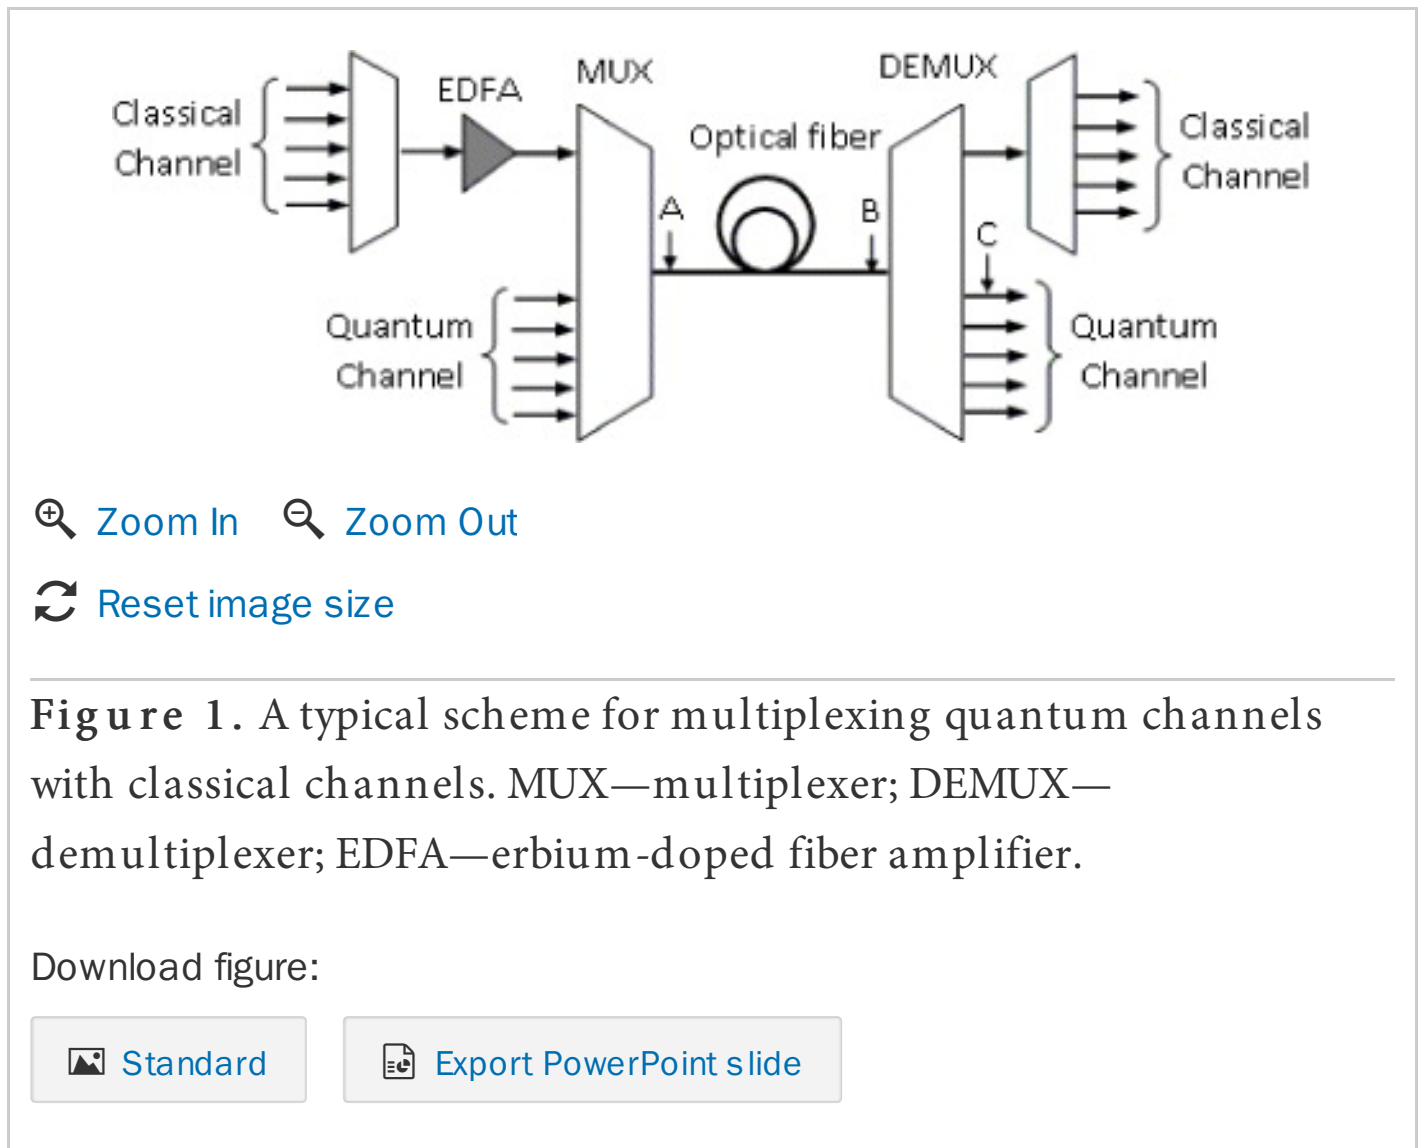 Classical
Channel
EDFA
MUX
Optical fiber
DEMUX
Classical
Channel
A
B
C
Quantum
Channel
Quantum
Channel
Zoom In Zoom Out
Reset image size
Figure 1. A typical scheme for multiplexing quantum channels
with classical channels. MUX—multiplexer; DEMUX—
demultiplexer; EDFA—erbium-doped fiber amplifier.
Download figure:
Standard Export PowerPoint slide